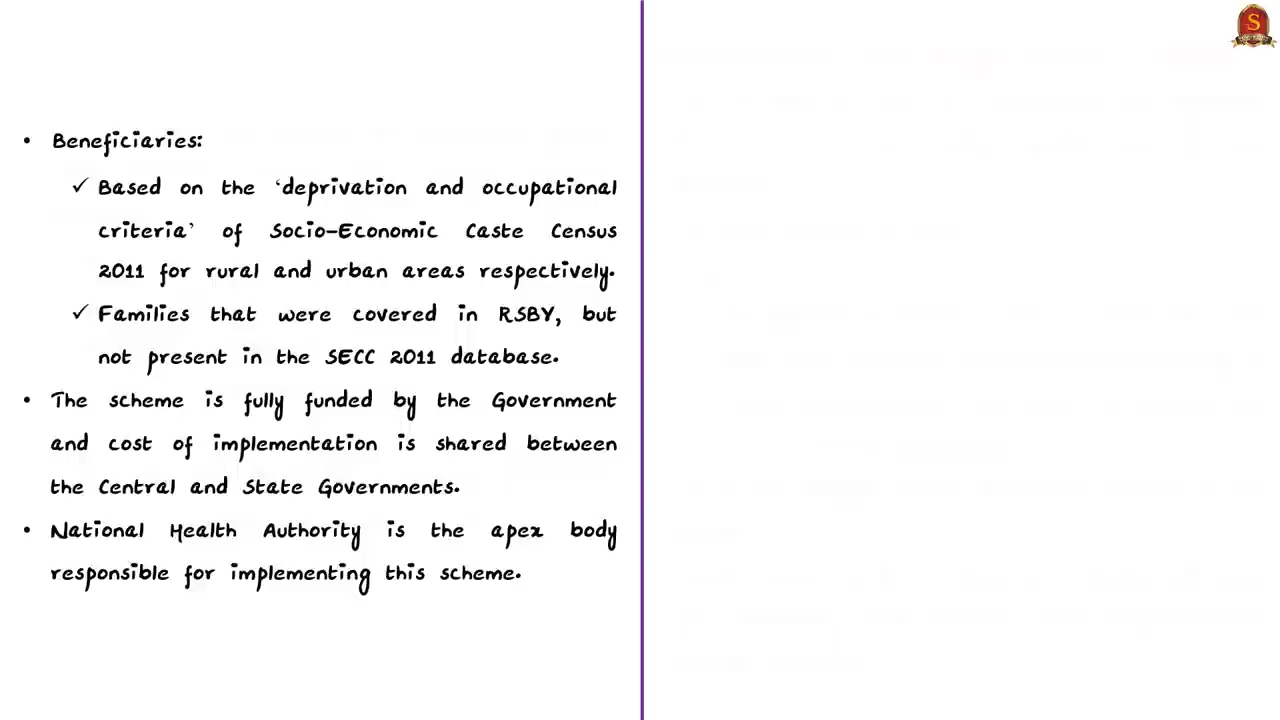 • Beneficiaries:
✓ Based on the ‘deprivation and occupational
criteria’ of Socio-Economic Caste Census
2011 for rural and urban areas respectively.
✓ Families that were covered in RSBY, but
not present in the SECC 2011 database.
• The scheme is fully funded by the Government
and cost of implementation is shared between
the Central and State Governments.
• National Health Authority is the apex body
responsible for implementing this scheme.
S